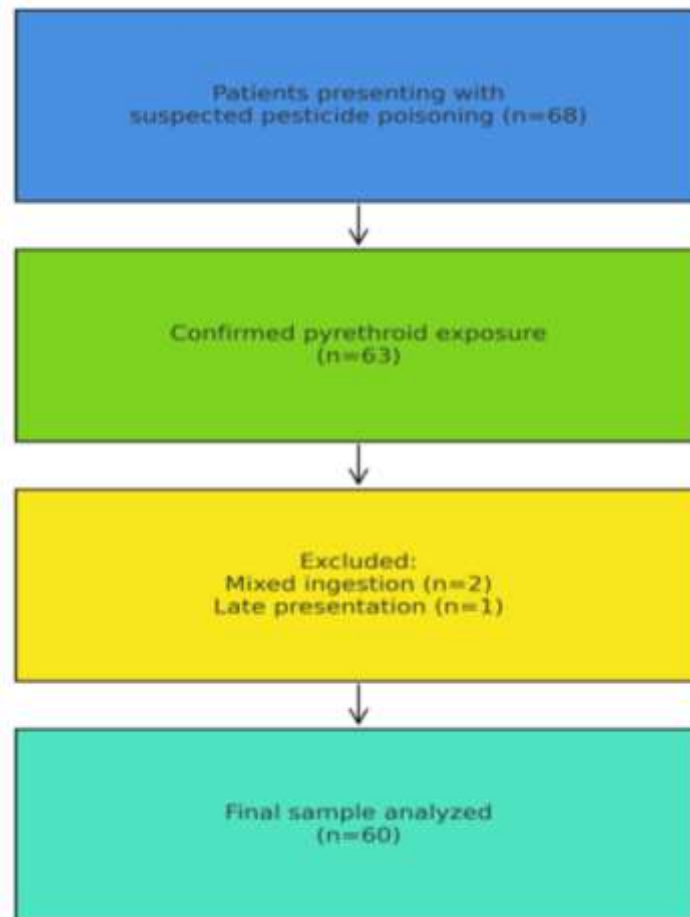 Patients presenting with
suspected pesticide poisoning (n=68)
Confirmed pyrethroid exposure
(n=63)
Excluded:
Mixed ingestion (n=2)
Late presentation (n=1)
Final sample analyzed
(n=60)